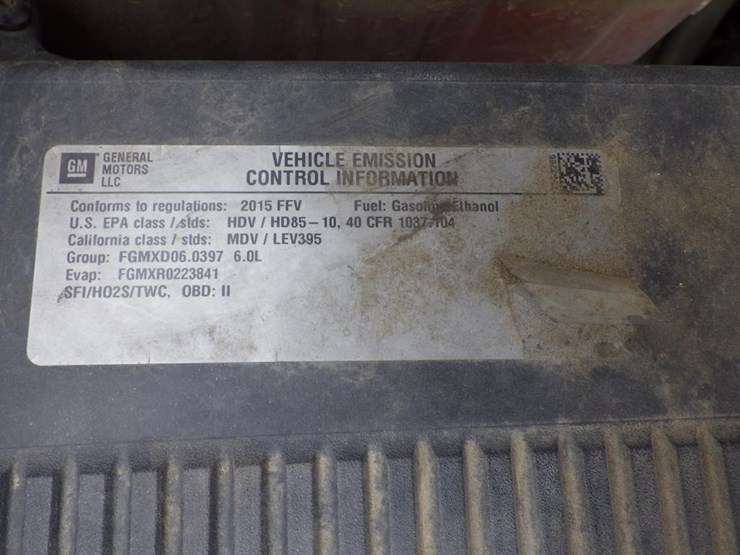 GM GENERAL MOTORS LLC
VEHICLE EMISSION
CONTROL INFORMATION
Conforms to regulations: 2015 FFV Fuel: Gasoline/Ethanol
U.S. EPA class / stds: HDV / HD85-10, 40 CFR 1037.104
California class / stds: MDV / LEV395
Group: FGMXD06.0397 6.0L
Evap: FGMXR0223841
SFI/HO2S/TWC, OBD: II